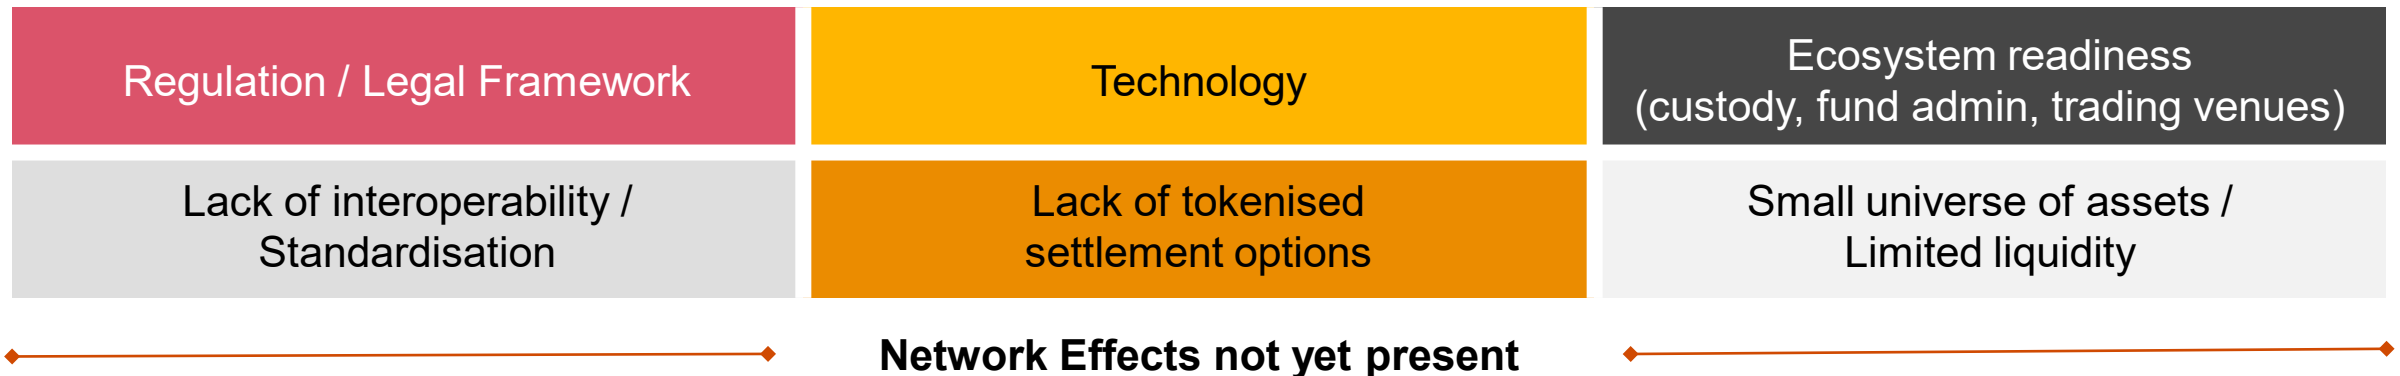 Regulation / Legal Framework
Technology
Ecosystem readiness
(custody, fund admin, trading venues)
Lack of interoperability /
Standardisation
Lack of tokenised
settlement options
Small universe of assets /
Limited liquidity
Network Effects not yet present